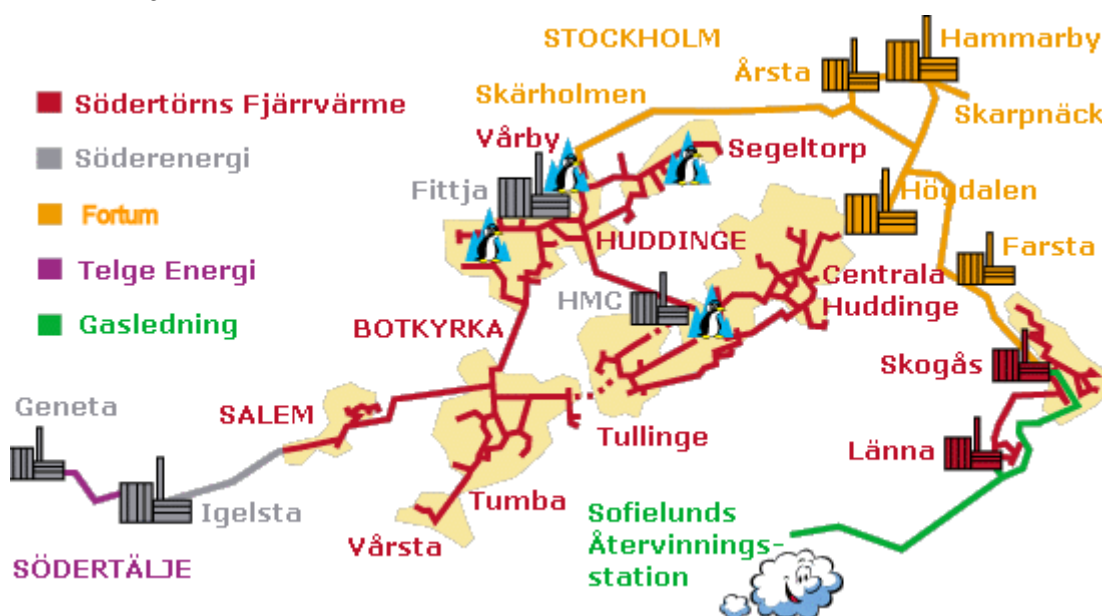 STOCKHOLM
Hammarby
Årsta
Skarpnäck
Skärholmen
Södertörns Fjärrvärme
Vårby
Segeltorp
Söderenergi
Fittja
Högdalen
Fortum
HUDDINGE
Farsta
Telge Energi
Centrala
Huddinge
HMC
Gasledning
BOTKYRKA
Skogås
Geneta
SALEM
Tullinge
Länna
Igelsta
Tumba
Vårsta
Sofielunds
Återvinnings-
station
SÖDERTÄLJE